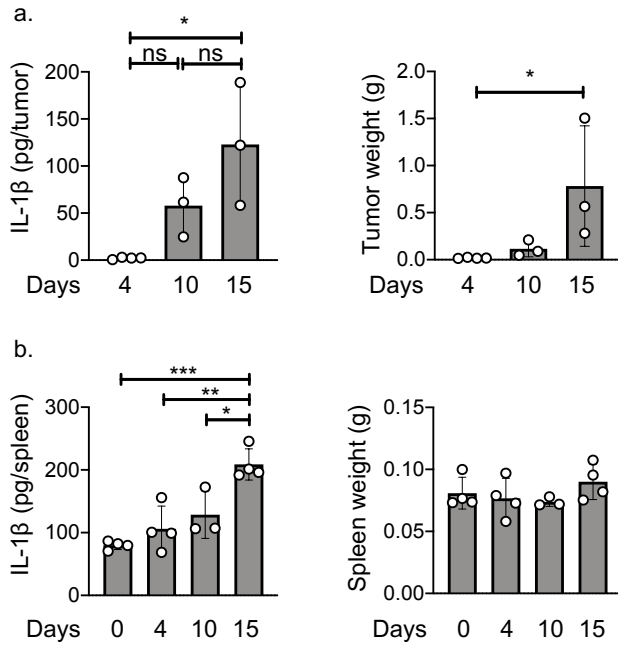 a.
*
ns ns
IL-1β (pg/tumor)
200
150
100
50
0
Days 4 10 15
*
Tumor weight (g)
2.0
1.5
1.0
0.5
0.0
4 10 15
b.
***
**
*
IL-1β (pg/spleen)
300
200
100
0
Days 0 4 10 15
Spleen weight (g)
0.15
0.10
0.05
0.00
Days 0 4 10 15